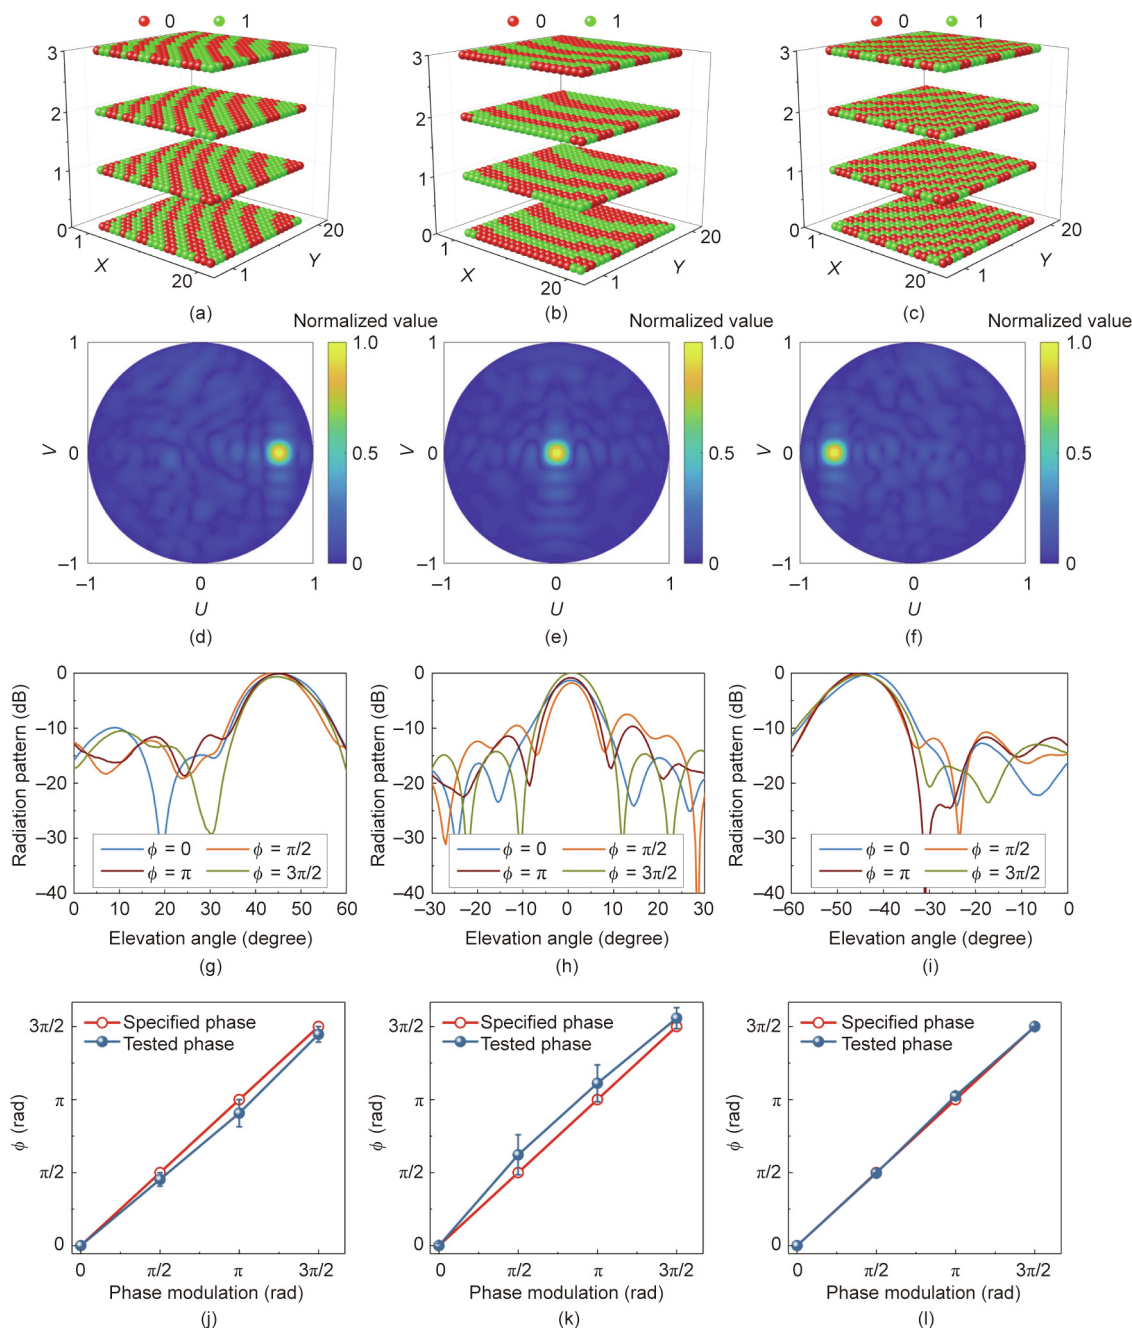 0 1 0 1 0 1
3 3 3
2 2 2
1 1 1
0 0 0
1 20 1 20 1 20
X 20 1 Y X 20 1 Y X 20 1 Y
(a) (b) (c)
Normalized value Normalized value Normalized value
1 1.0 1 1.0 1 1.0
V 0 0.5 V 0 0.5 V 0 0.5
–1 0 –1 0 –1 0
–1 0 1 –1 0 1 –1 0 1
U U U
(d) (e) (f)
Radiation pattern (dB)
0
–10
–20
–30
–40
ϕ = 0 ϕ = π/2
ϕ = π ϕ = 3π/2
0 10 20 30 40 50 60
Elevation angle (degree)
(g)
Radiation pattern (dB)
0
–10
–20
–30
–40
ϕ = 0 ϕ = π/2
ϕ = π ϕ = 3π/2
–30 –20 –10 0 10 20 30
Elevation angle (degree)
(h)
Radiation pattern (dB)
0
–10
–20
–30
–40
ϕ = 0 ϕ = π/2
ϕ = π ϕ = 3π/2
–60 –50 –40 –30 –20 –10 0
Elevation angle (degree)
(i)
ϕ (rad)
3π/2
π
π/2
0
Specified phase
Tested phase
0 π/2 π 3π/2
Phase modulation (rad)
(j)
ϕ (rad)
3π/2
π
π/2
0
Specified phase
Tested phase
0 π/2 π 3π/2
Phase modulation (rad)
(k)
ϕ (rad)
3π/2
π
π/2
0
Specified phase
Tested phase
0 π/2 π 3π/2
Phase modulation (rad)
(l)